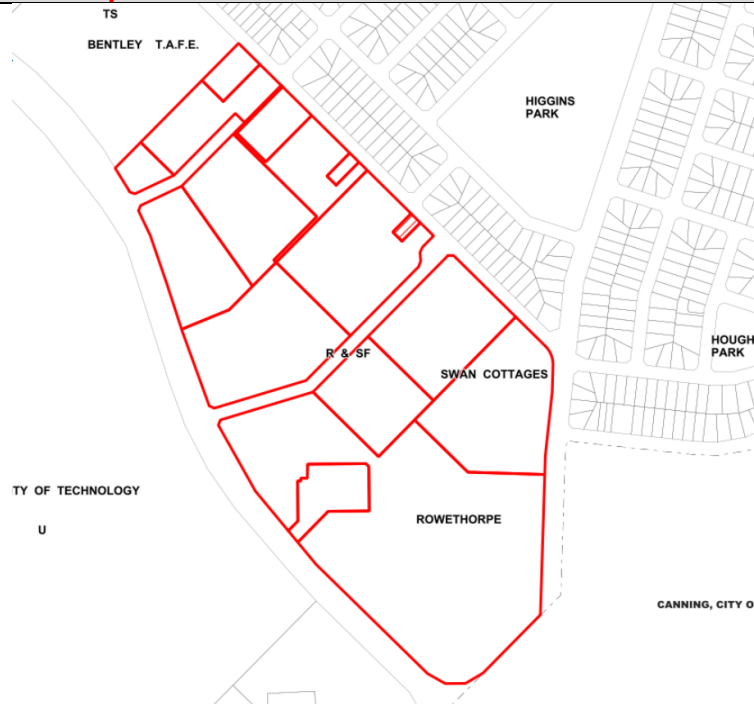 TS
BENTLEY T.A.F.E.
HIGGINS
PARK
R & SF
HOUGH
PARK
SWAN COTTAGES
TY OF TECHNOLOGY
ROWETHORPE
U
CANNING, CITY O